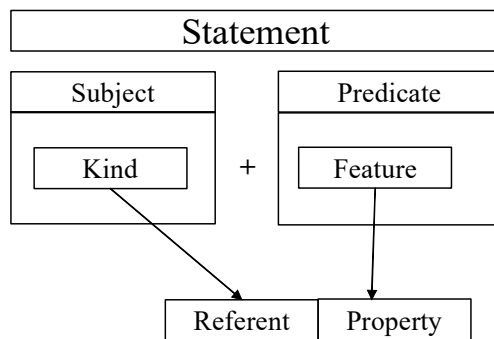 Statement
Subject
Predicate
Kind
+
Feature
Referent
Property